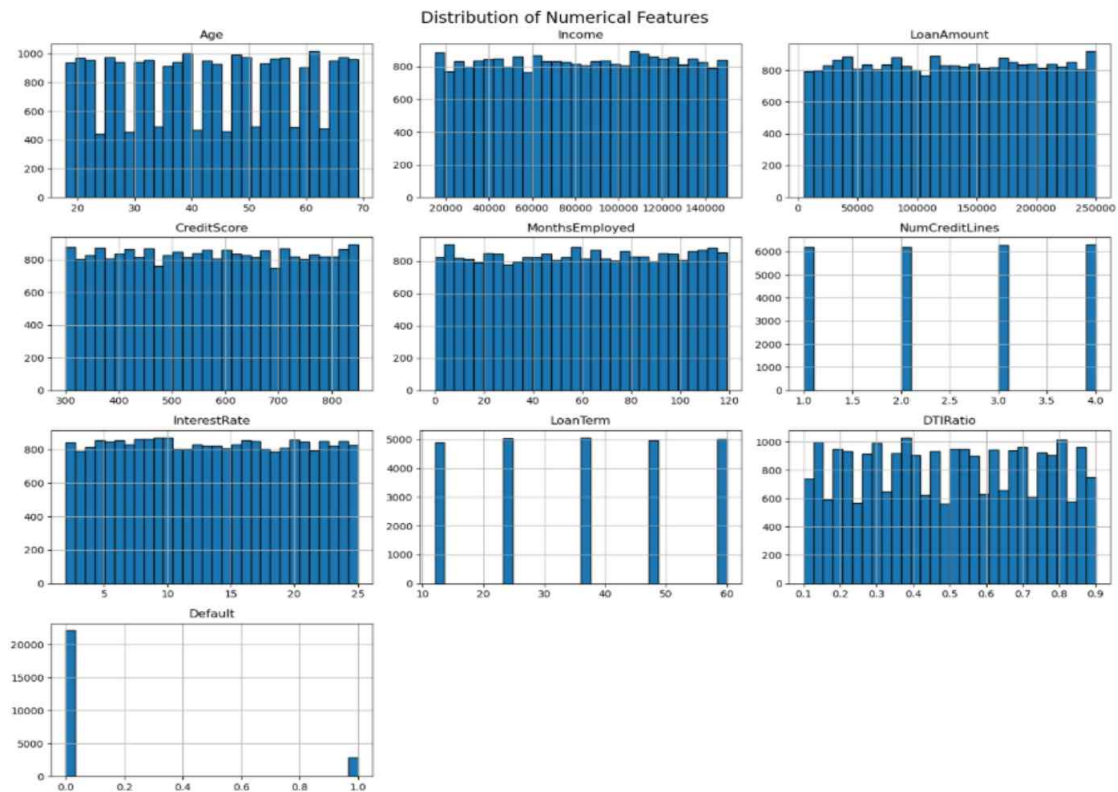 Distribution of Numerical Features
Age
1000
800
600
400
200
0
20 30 40 50 60 70
Income
800
600
400
200
0
20000 40000 60000 80000 100000 120000 140000
LoanAmount
800
600
400
200
0
0 50000 100000 150000 200000 250000
CreditScore
800
600
400
200
0
300 400 500 600 700 800
MonthsEmployed
800
600
400
200
0
0 20 40 60 80 100 120
NumCreditLines
6000
5000
4000
3000
2000
1000
0
1.0 1.5 2.0 2.5 3.0 3.5 4.0
InterestRate
800
600
400
200
0
5 10 15 20 25
LoanTerm
5000
4000
3000
2000
1000
0
10 20 30 40 50 60
DTIRatio
1000
800
600
400
200
0
0.1 0.2 0.3 0.4 0.5 0.6 0.7 0.8 0.9
Default
20000
15000
10000
5000
0
0.0 0.2 0.4 0.6 0.8 1.0